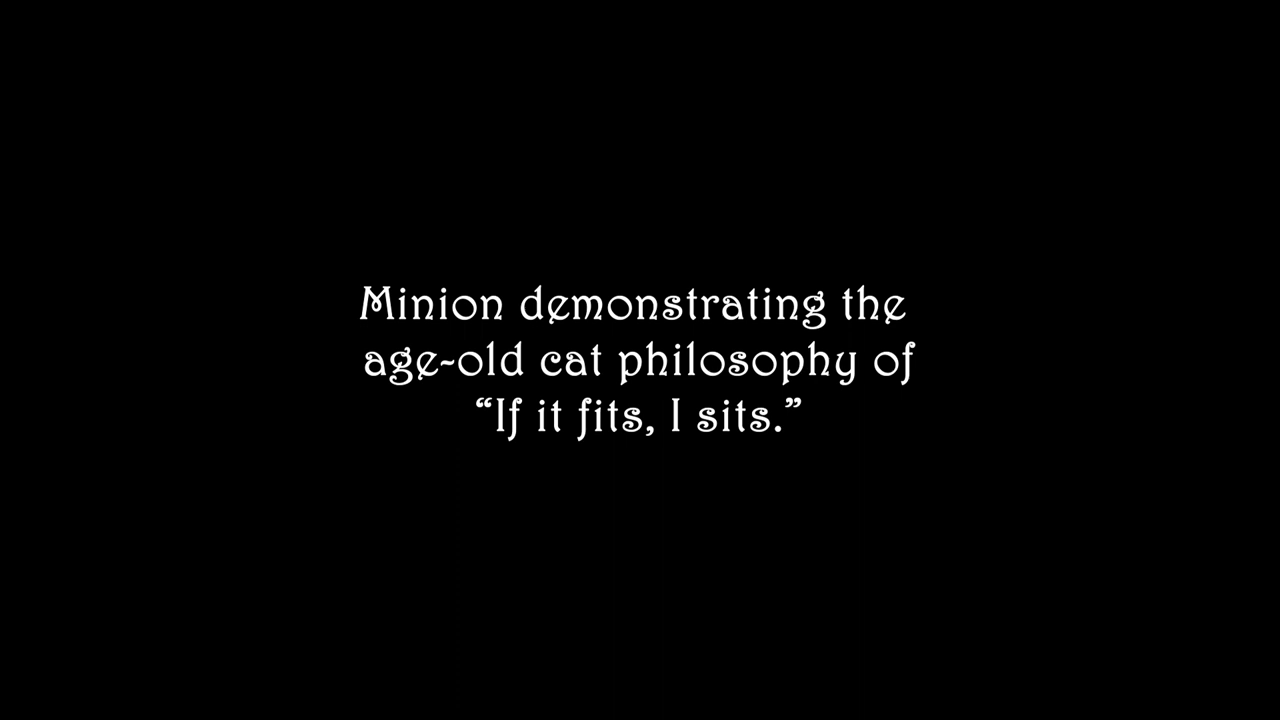 Minion demonstrating the
age-old cat philosophy of
“If it fits, I sits.”